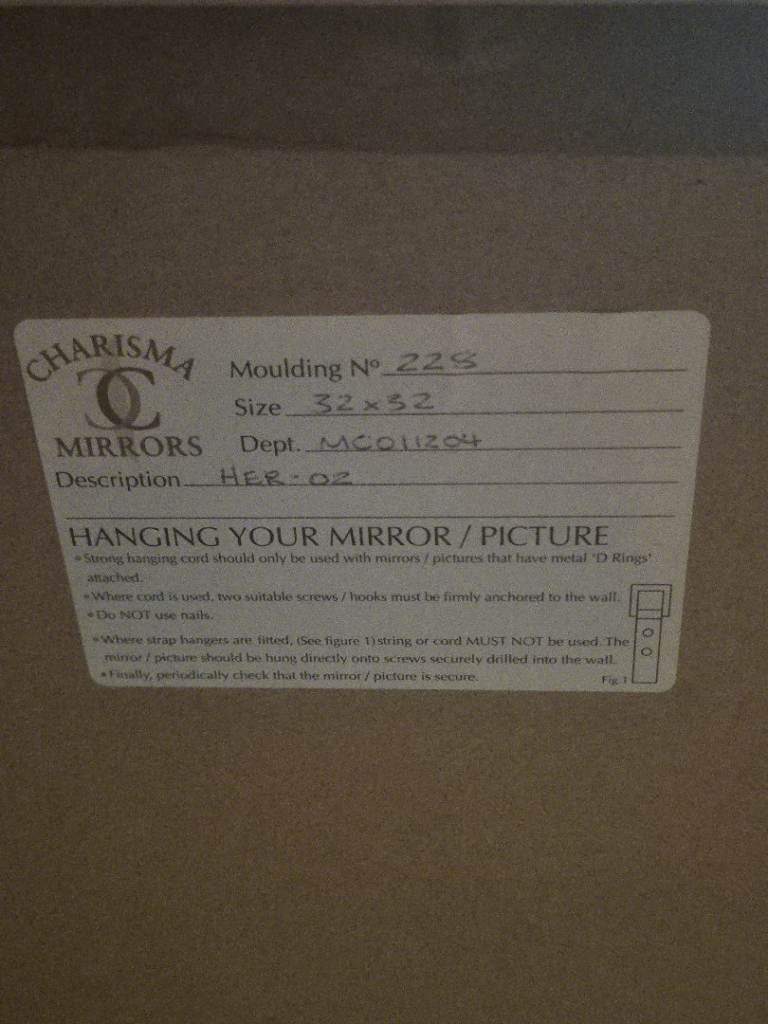 CHARISMA
CC
MIRRORS
Moulding Nº 228
Size 32 x 32
Dept. MC011204
Description HER-02
HANGING YOUR MIRROR / PICTURE
• Strong hanging cord should only be used with mirrors / pictures that have metal 'D Rings'
attached.
• Where cord is used, two suitable screws / hooks must be firmly anchored to the wall.
• Do NOT use nails.
• Where strap hangers are fitted, (See figure 1) string or cord MUST NOT be used. The
mirror / picture should be hung directly onto screws securely drilled into the wall.
• Finally, periodically check that the mirror / picture is secure.
Fig. 1